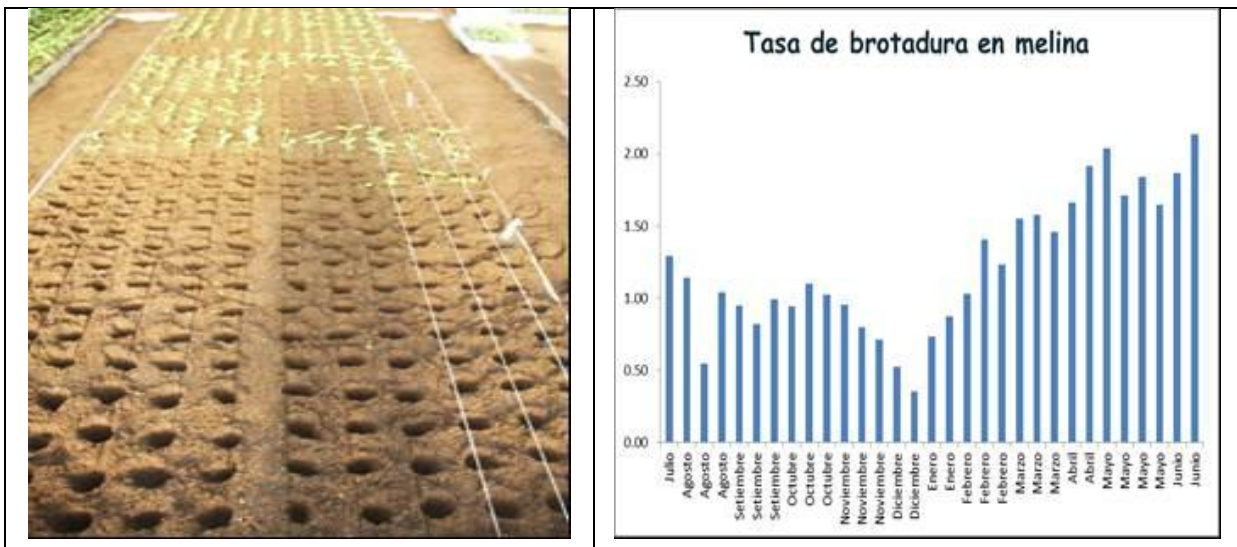 Tasa de brotadura en melina
2.50
2.00
1.50
1.00
0.50
0.00
Julio
Agosto
Agosto
Agosto
Setiembre
Setiembre
Setiembre
Octubre
Octubre
Octubre
Noviembre
Noviembre
Noviembre
Diciembre
Diciembre
Enero
Enero
Febrero
Febrero
Febrero
Marzo
Marzo
Marzo
Abril
Abril
Mayo
Mayo
Mayo
Mayo
Junio
Junio